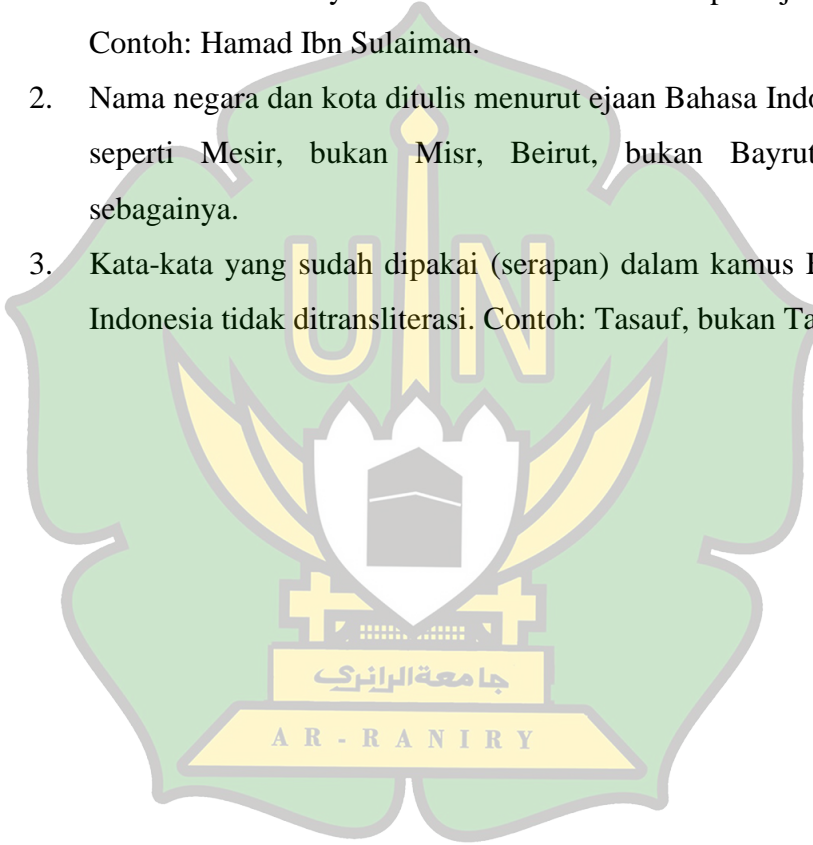 Contoh: Hamad Ibn Sulaiman.
2. Nama negara dan kota ditulis menurut ejaan Bahasa
seperti Mesir, bukan Misr, Beirut, bukan Bayrut
sebagainya.
3. Kata-kata yang sudah dipakai (serapan) dalam kamus
Indonesia tidak ditransliterasi. Contoh: Tasauf, bukan
UIN
جامعةالرانري
AR-RANIRY